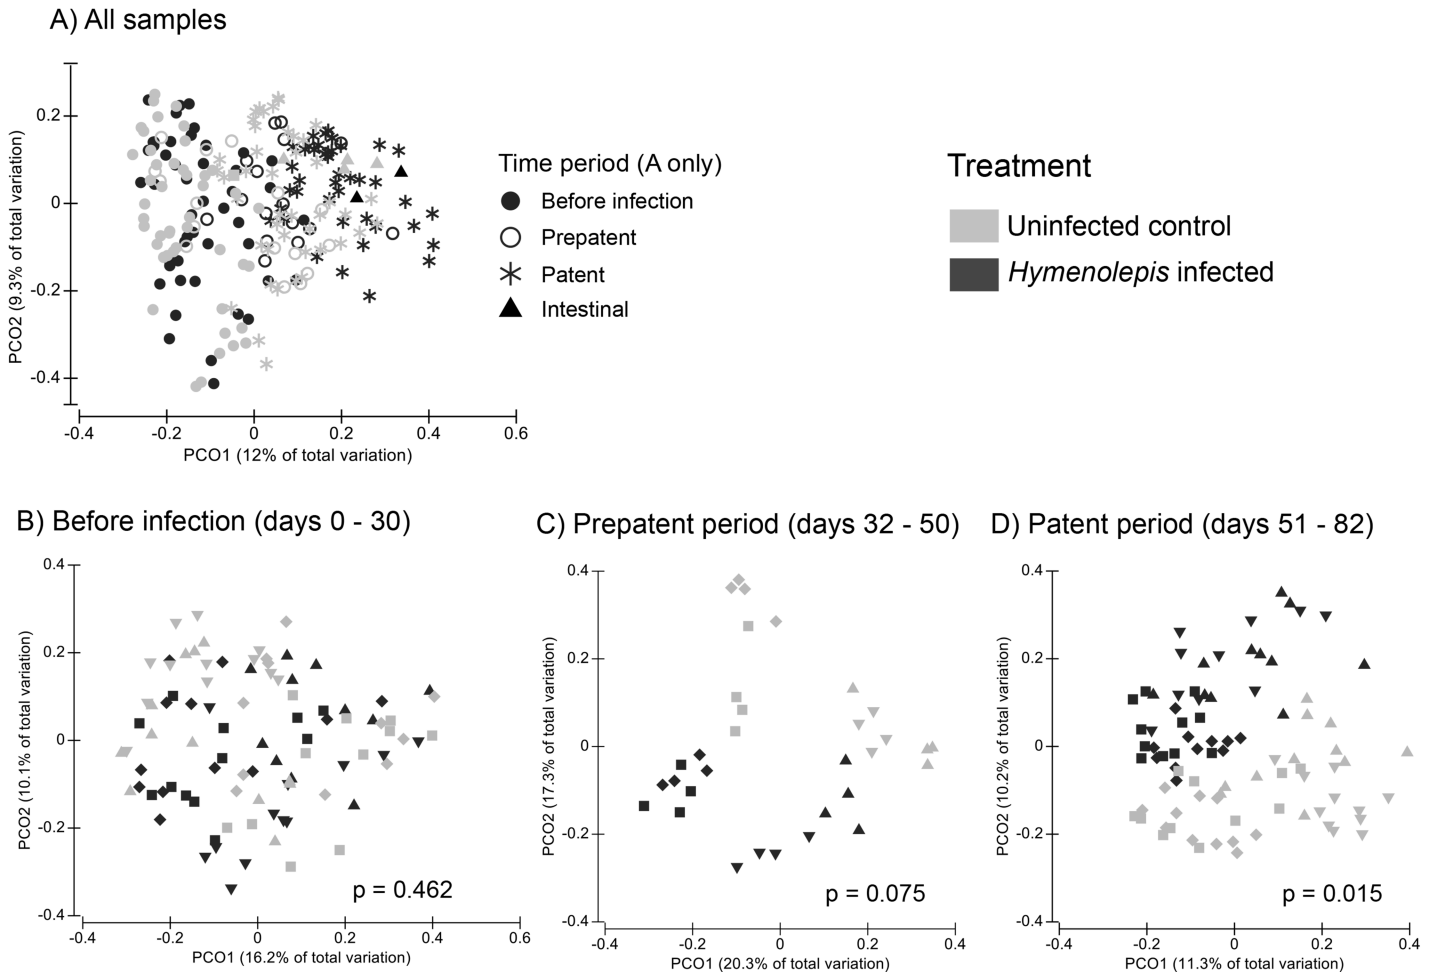 A) All samples
0.2
0
-0.2
-0.4
PCO2 (9.3% of total variation)
-0.4
-0.2
0
0.2
0.4
0.6
PCO1 (12% of total variation)
Time period (A only)
Before infection
Prepatent
Patent
Intestinal
Treatment
Uninfected control
Hymenolepis infected
B) Before infection (days 0 - 30)
0.4
0.2
0
-0.2
-0.4
PCO2 (10.1% of total variation)
p = 0.462
-0.4
-0.2
0
0.2
0.4
0.6
PCO1 (16.2% of total variation)
C) Prepatent period (days 32 - 50)
0.4
0.2
0
-0.2
-0.4
PCO2 (17.3% of total variation)
p = 0.075
-0.4
-0.2
0
0.2
0.4
PCO1 (20.3% of total variation)
D) Patent period (days 51 - 82)
0.4
0.2
0
-0.2
-0.4
PCO2 (10.2% of total variation)
p = 0.015
-0.4
-0.2
0
0.2
0.4
PCO1 (11.3% of total variation)